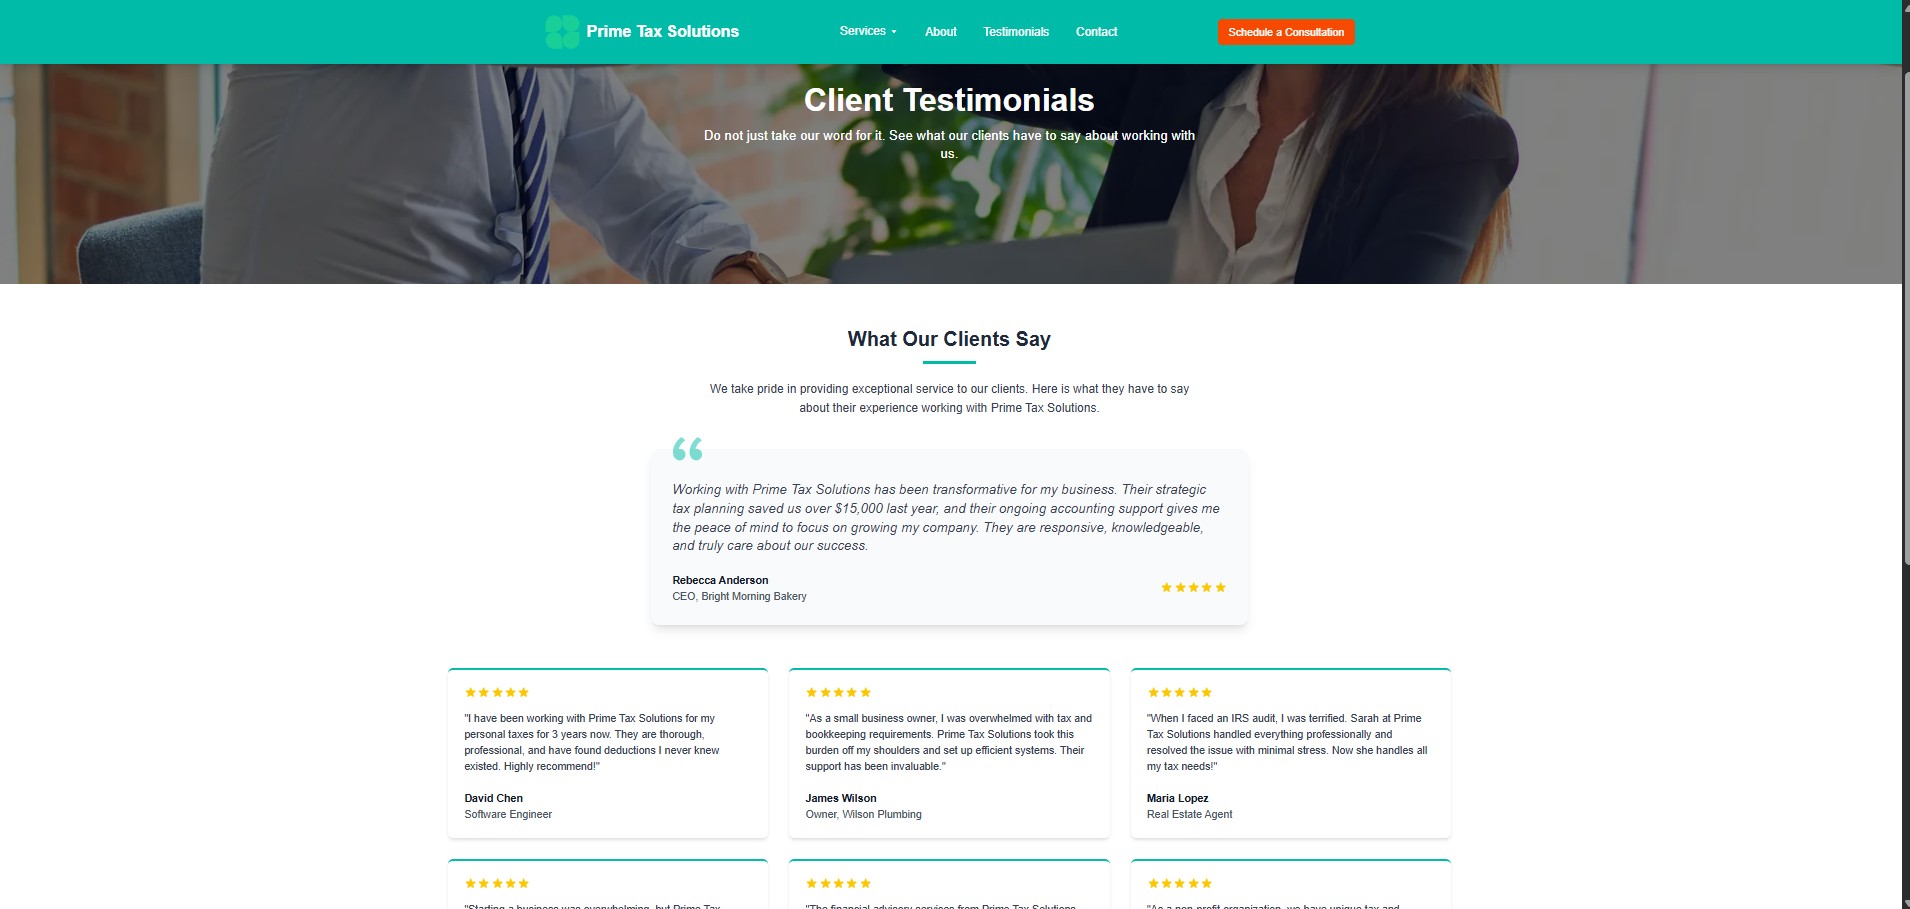 Prime Tax Solutions
Services
About
Testimonials
Contact
Schedule a Consultation
Client Testimonials
Do not just take our word for it. See what our clients have to say about working with
us.
What Our Clients Say
We take pride in providing exceptional service to our clients. Here is what they have to say
about their experience working with Prime Tax Solutions.
“
Working with Prime Tax Solutions has been transformative for my business. Their strategic
tax planning saved us over $15,000 last year, and their ongoing accounting support gives me
the peace of mind to focus on growing my company. They are responsive, knowledgeable,
and truly care about our success.
Rebecca Anderson
CEO, Bright Morning Bakery
"I have been working with Prime Tax Solutions for my
personal taxes for 3 years now. They are thorough,
professional, and have found deductions I never knew
existed. Highly recommend!"
David Chen
Software Engineer
"As a small business owner, I was overwhelmed with tax and
bookkeeping requirements. Prime Tax Solutions took this
burden off my shoulders and set up efficient systems. Their
support has been invaluable."
James Wilson
Owner, Wilson Plumbing
"When I faced an IRS audit, I was terrified. Sarah at Prime
Tax Solutions handled everything professionally and
resolved the issue with minimal stress. Now she handles all
my tax needs!"
Maria Lopez
Real Estate Agent
"Starting a business was overwhelming, but Prime Tax
"The financial advisory services from Prime Tax Solutions
"As a non-profit organization, we have unique tax and